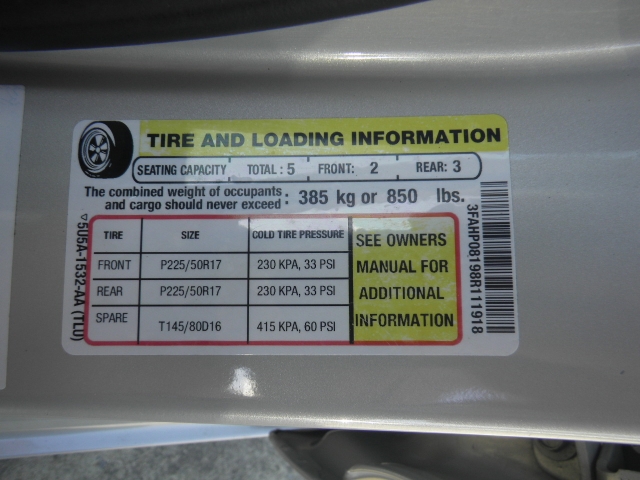 TIRE AND LOADING INFORMATION
SEATING CAPACITY TOTAL : 5 FRONT: 2 REAR: 3
The combined weight of occupants and cargo should never exceed : 385 kg or 850 lbs.
TIRE SIZE COLD TIRE PRESSURE
FRONT P225/50R17 230 KPA, 33 PSI
REAR P225/50R17 230 KPA, 33 PSI
SPARE T145/80D16 415 KPA, 60 PSI
SEE OWNERS
MANUAL FOR
ADDITIONAL
INFORMATION
5U5A-1532-AA (TLU)
3FAHP08198R111918